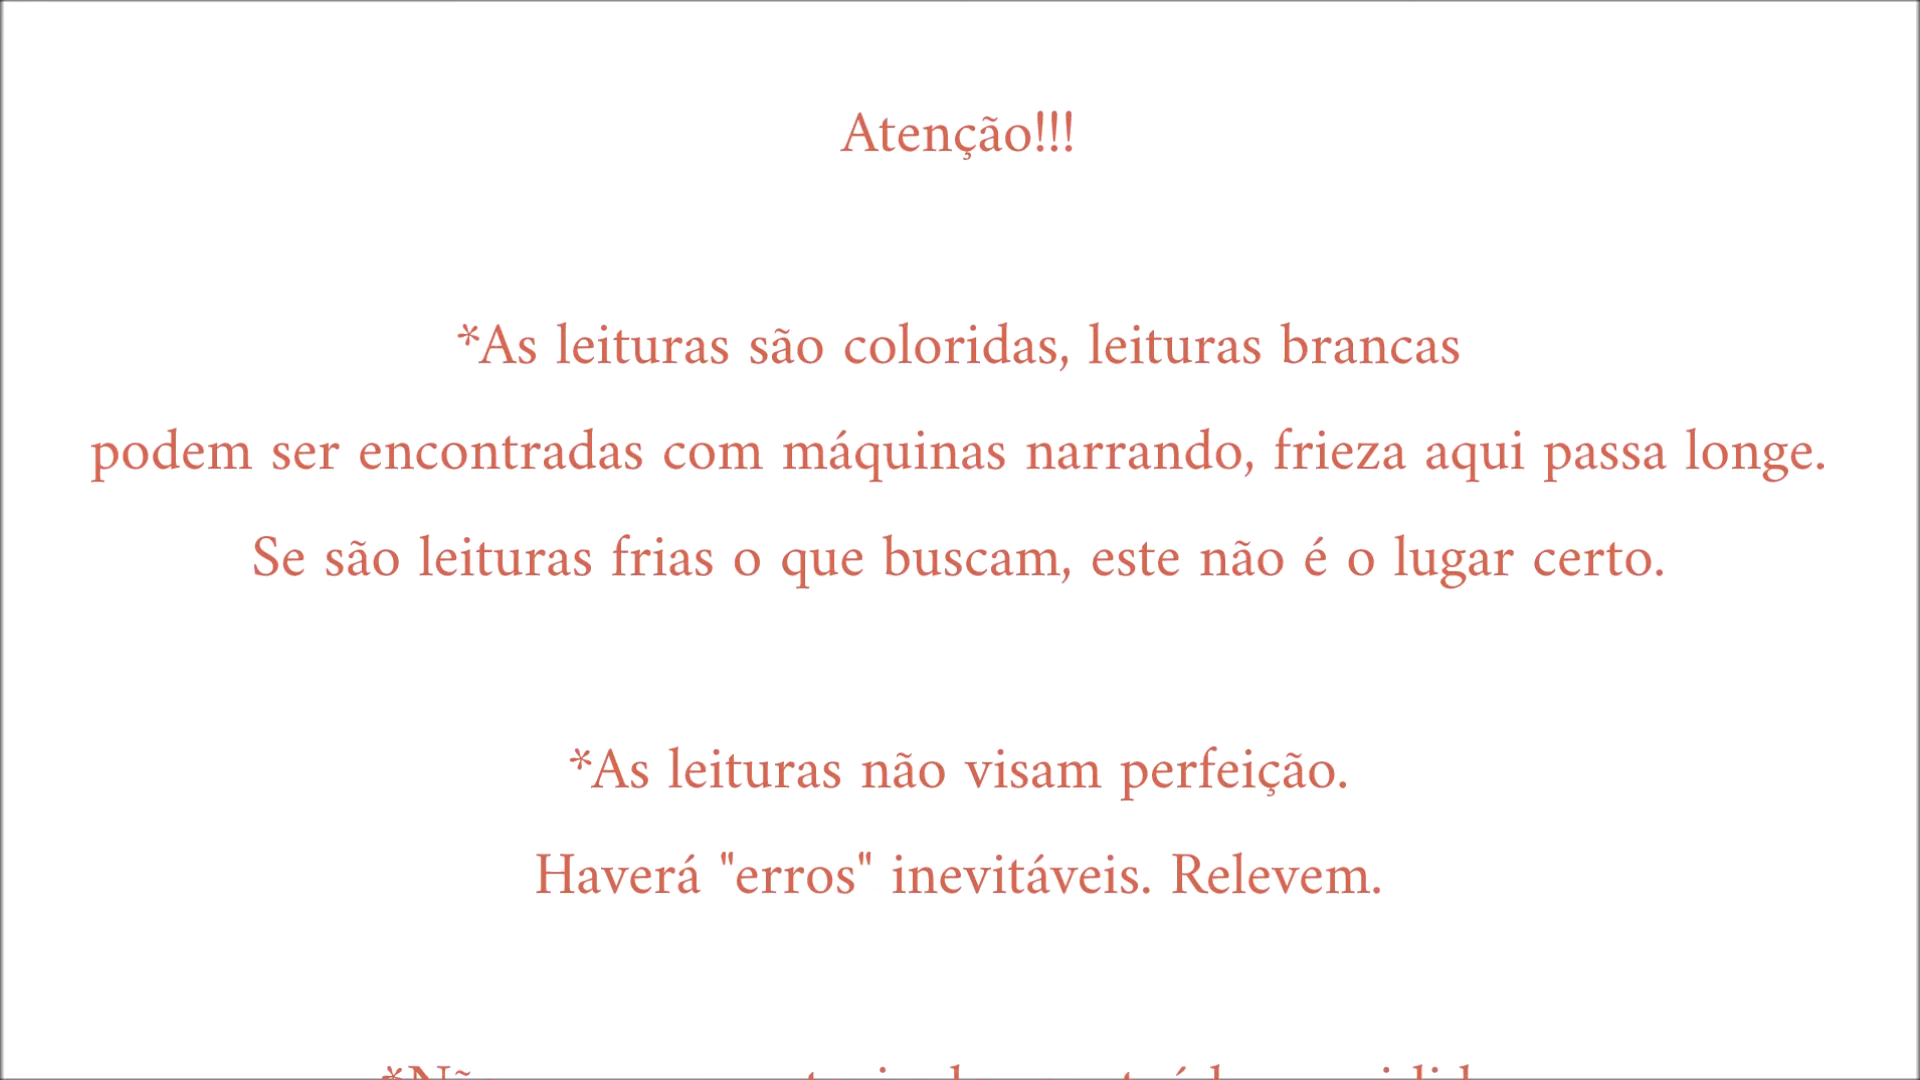 Atenção!!!
*As leituras são coloridas, leituras brancas
podem ser encontradas com máquinas narrando, frieza aqui passa longe.
Se são leituras frias o que buscam, este não é o lugar certo.
*As leituras não visam perfeição.
Haverá "erros" inevitáveis. Relevem.